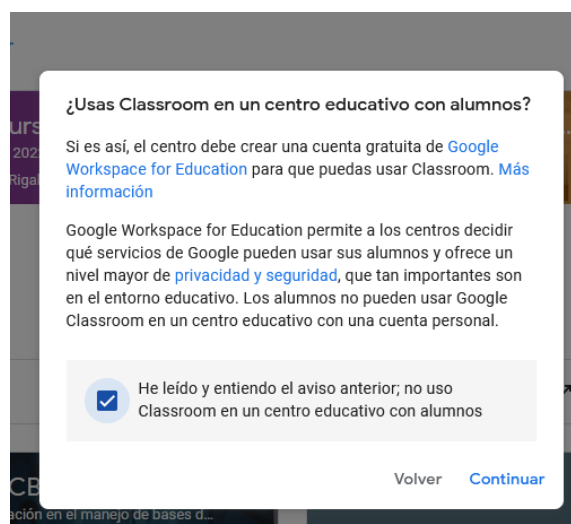 ¿Usas Classroom en un centro educativo con alumnos?
Si es así, el centro debe crear una cuenta gratuita de Google
Workspace for Education para que puedas usar Classroom. Más
información
Google Workspace for Education permite a los centros decidir
qué servicios de Google pueden usar sus alumnos y ofrece un
nivel mayor de privacidad y seguridad, que tan importantes son
en el entorno educativo. Los alumnos no pueden usar Google
Classroom en un centro educativo con una cuenta personal.
He leído y entiendo el aviso anterior; no uso
Classroom en un centro educativo con alumnos
Volver Continuar
urs
202
Rigal
CB
ación en el manejo de bases d...